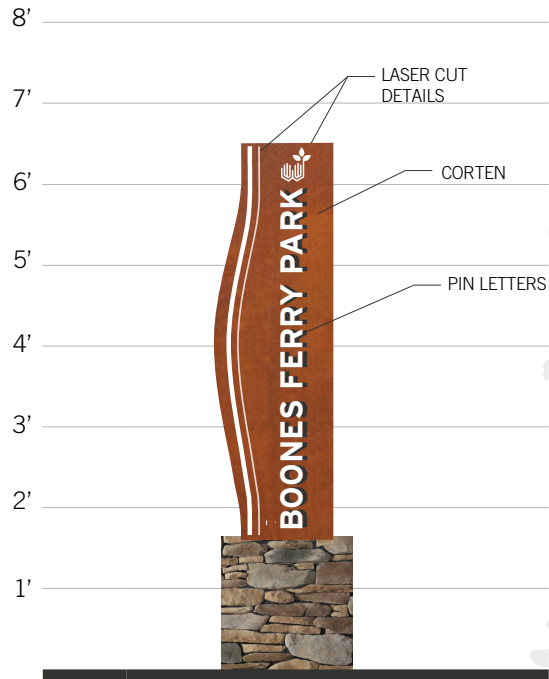 8’
7’
6’
5’
4’
3’
2’
1’
LASER CUT
DETAILS
CORTEN
PIN LETTERS
BOONES FERRY PARK